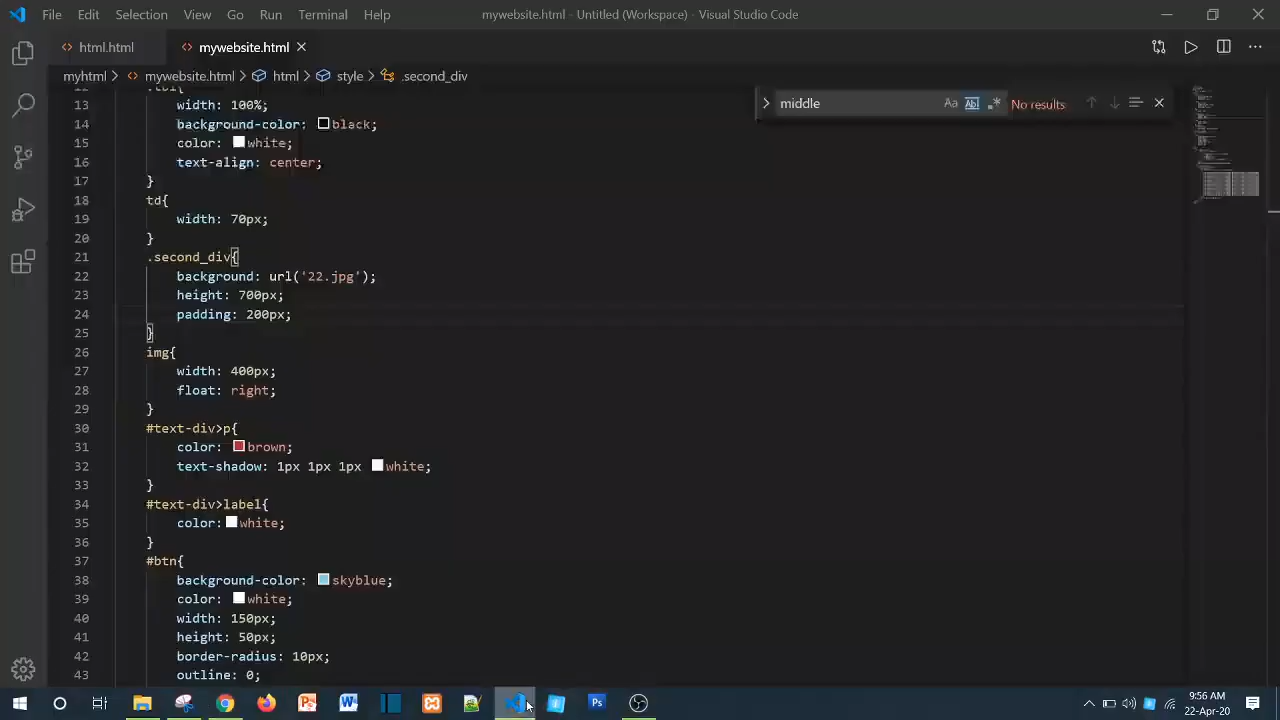 File Edit Selection View Go Run Terminal Help mywebsite.html - Untitled (Workspace) - Visual Studio Code
html.html mywebsite.html
myhtml > mywebsite.html > html > style > .second_div
middle Aa Ab| .* No results
13 width: 100%;
14 background-color: black;
15 color: white;
16 text-align: center;
17 }
18 td{
19 width: 70px;
20 }
21 .second_div{
22 background: url('22.jpg');
23 height: 700px;
24 padding: 200px;
25 }
26 img{
27 width: 400px;
28 float: right;
29 }
30 #text-div>p{
31 color: brown;
32 text-shadow: 1px 1px 1px white;
33 }
34 #text-div>label{
35 color: white;
36 }
37 #btn{
38 background-color: skyblue;
39 color: white;
40 width: 150px;
41 height: 50px;
42 border-radius: 10px;
43 outline: 0;
9:56 AM
22-Apr-20